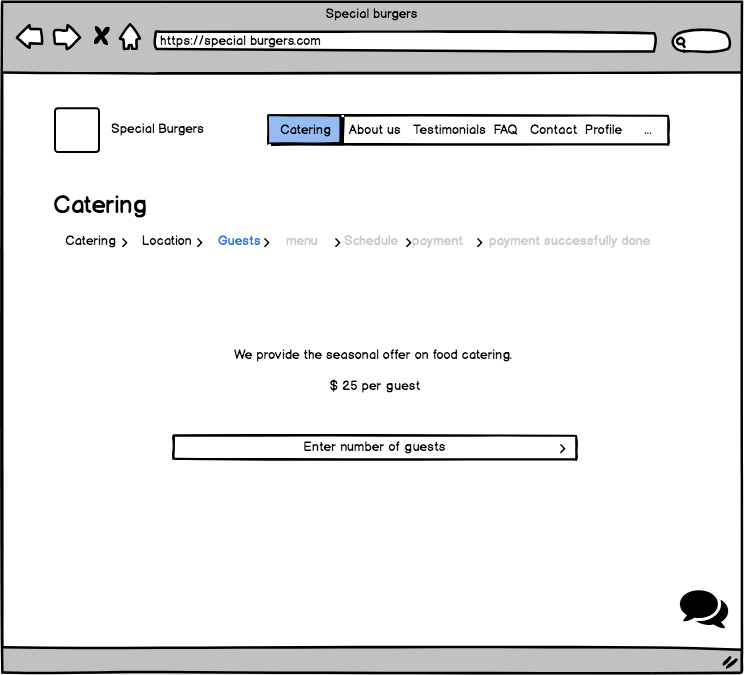 Special burgers
https://special burgers.com
Special Burgers
Catering About us Testimonials FAQ Contact Profile ...
Catering
Catering > Location > Guests > menu > Schedule > payment > payment successfully done
We provide the seasonal offer on food catering.
$ 25 per guest
Enter number of guests >